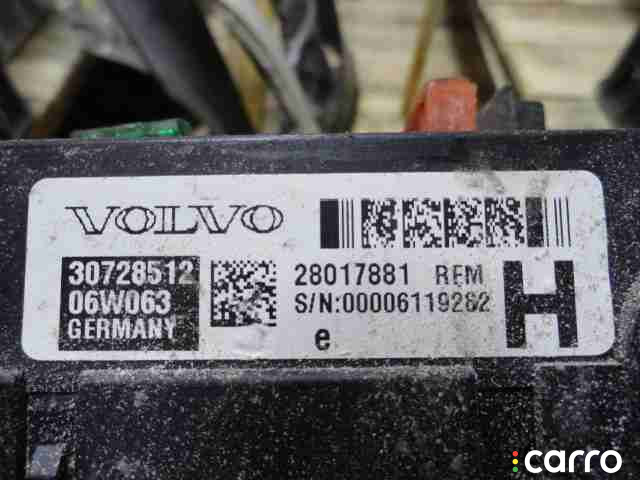 VOLVO
30728512
06W063
GERMANY
28017881 REM
S/N:00006119282
e
H
carro